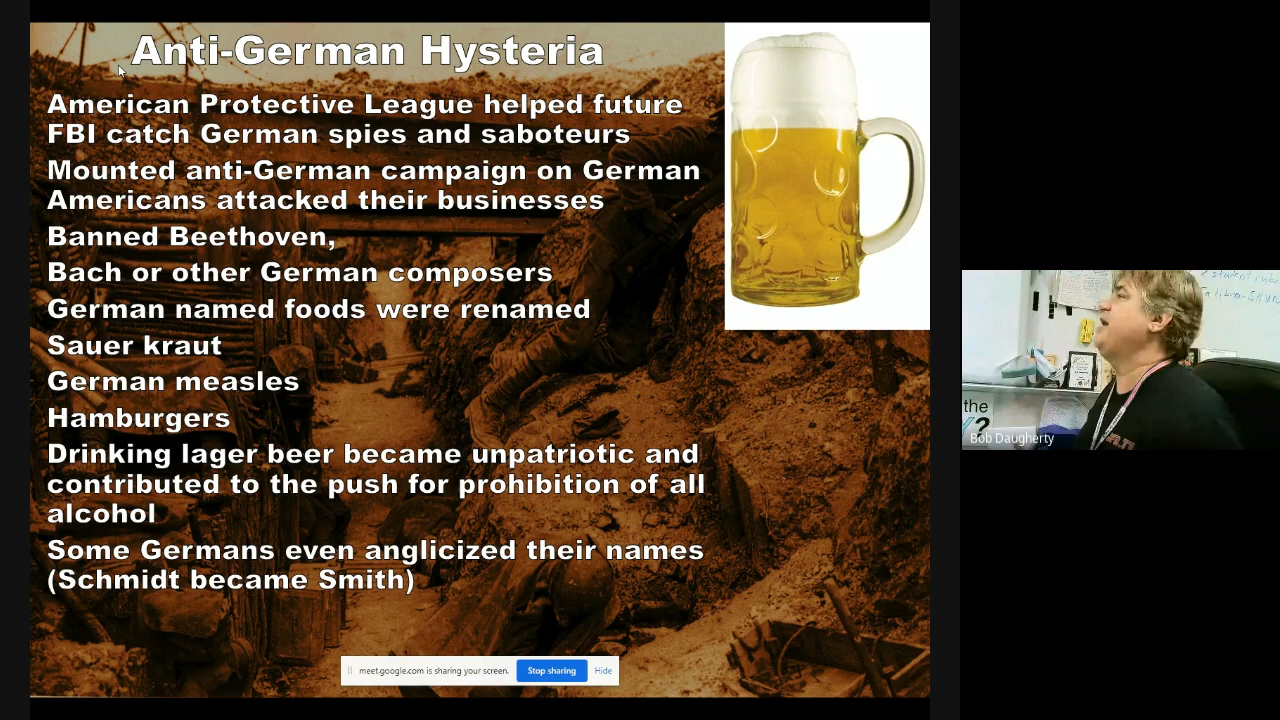 Anti-German Hysteria
American Protective League helped future
FBI catch German spies and saboteurs
Mounted anti-German campaign on German
Americans attacked their businesses
Banned Beethoven,
Bach or other German composers
German named foods were renamed
Sauer kraut
German measles
Hamburgers
Drinking lager beer became unpatriotic and
contributed to the push for prohibition of all
alcohol
Some Germans even anglicized their names
(Schmidt became Smith)
meet.google.com is sharing your screen.
Stop sharing
Hide
the
?
Bob Daugherty